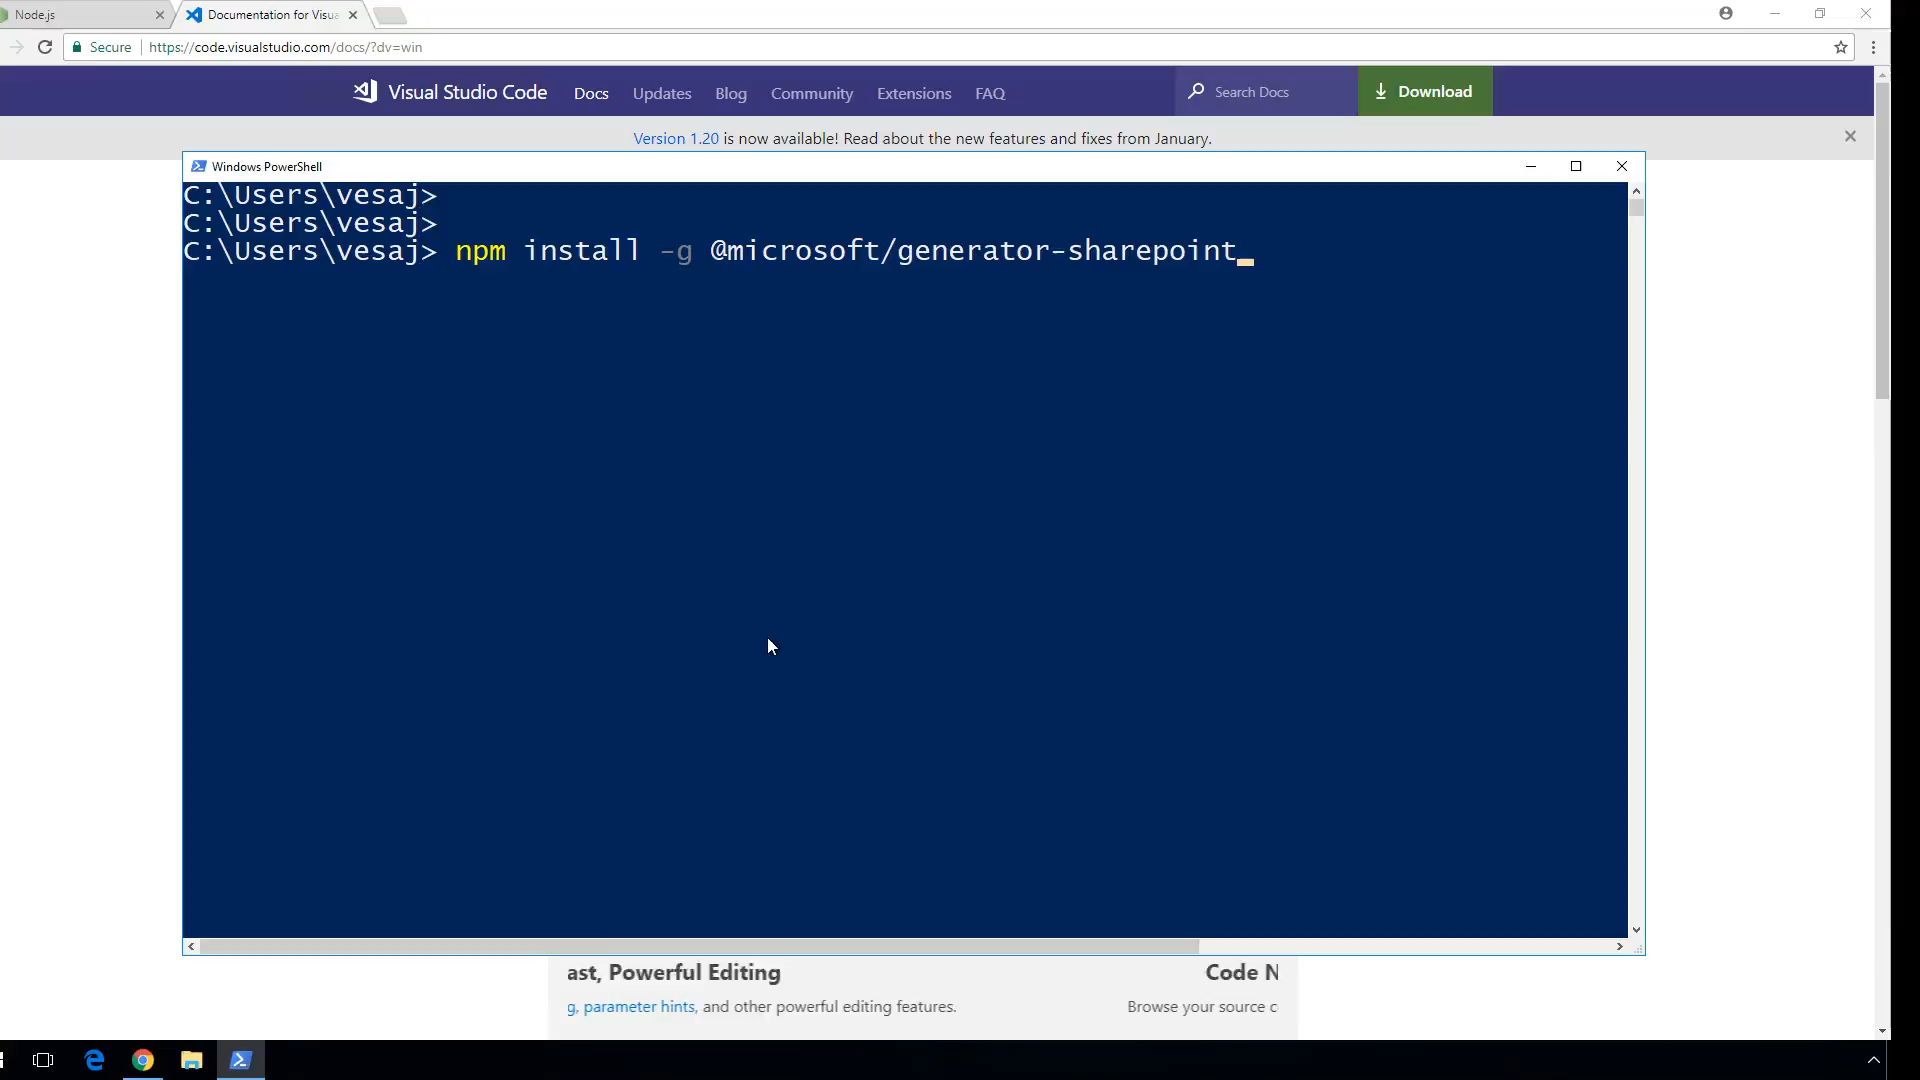 Node.js
Documentation for Visua
Secure https://code.visualstudio.com/docs/?dv=win
Visual Studio Code Docs Updates Blog Community Extensions FAQ Search Docs Download
Version 1.20 is now available! Read about the new features and fixes from January.
Windows PowerShell
C:\Users\vesaj>
C:\Users\vesaj>
C:\Users\vesaj> npm install -g @microsoft/generator-sharepoint_
ast, Powerful Editing
g, parameter hints, and other powerful editing features.
Code N
Browse your source c